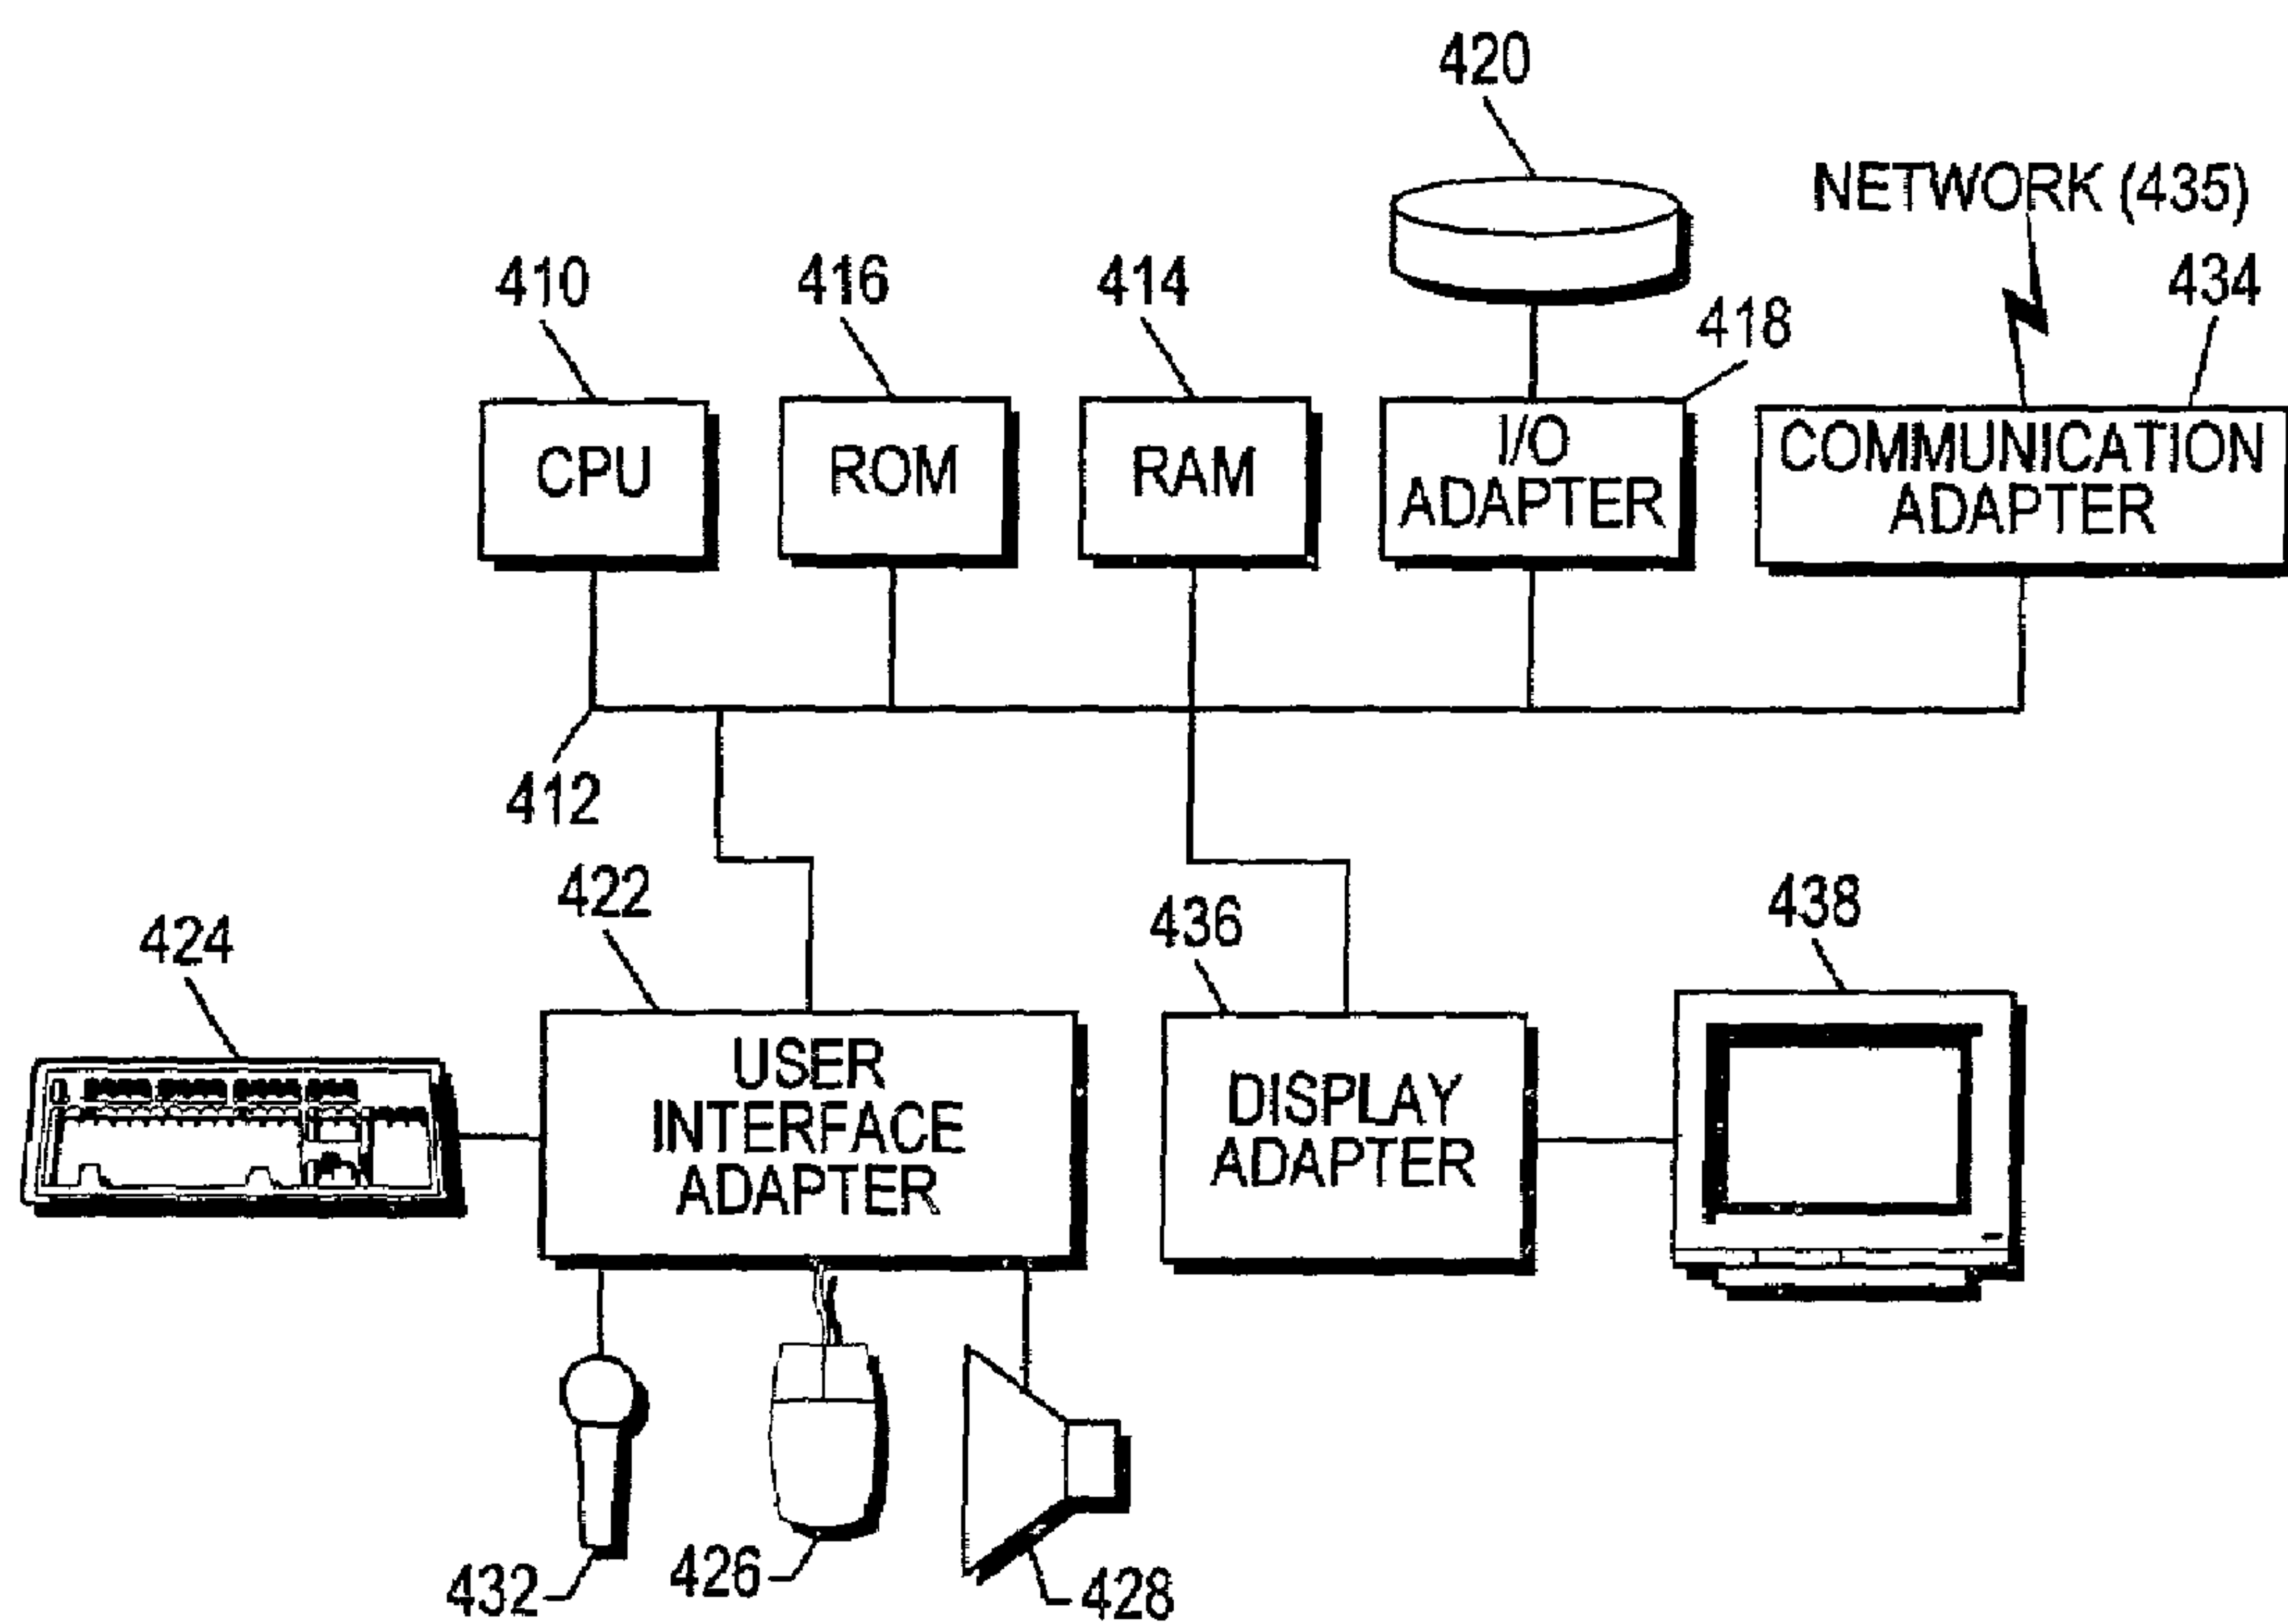 420
NETWORK (435)
410
416
414
418
434
CPU
ROM
RAM
I/O
ADAPTER
COMMUNICATION
ADAPTER
412
422
436
438
424
USER
INTERFACE
ADAPTER
DISPLAY
ADAPTER
432
426
428